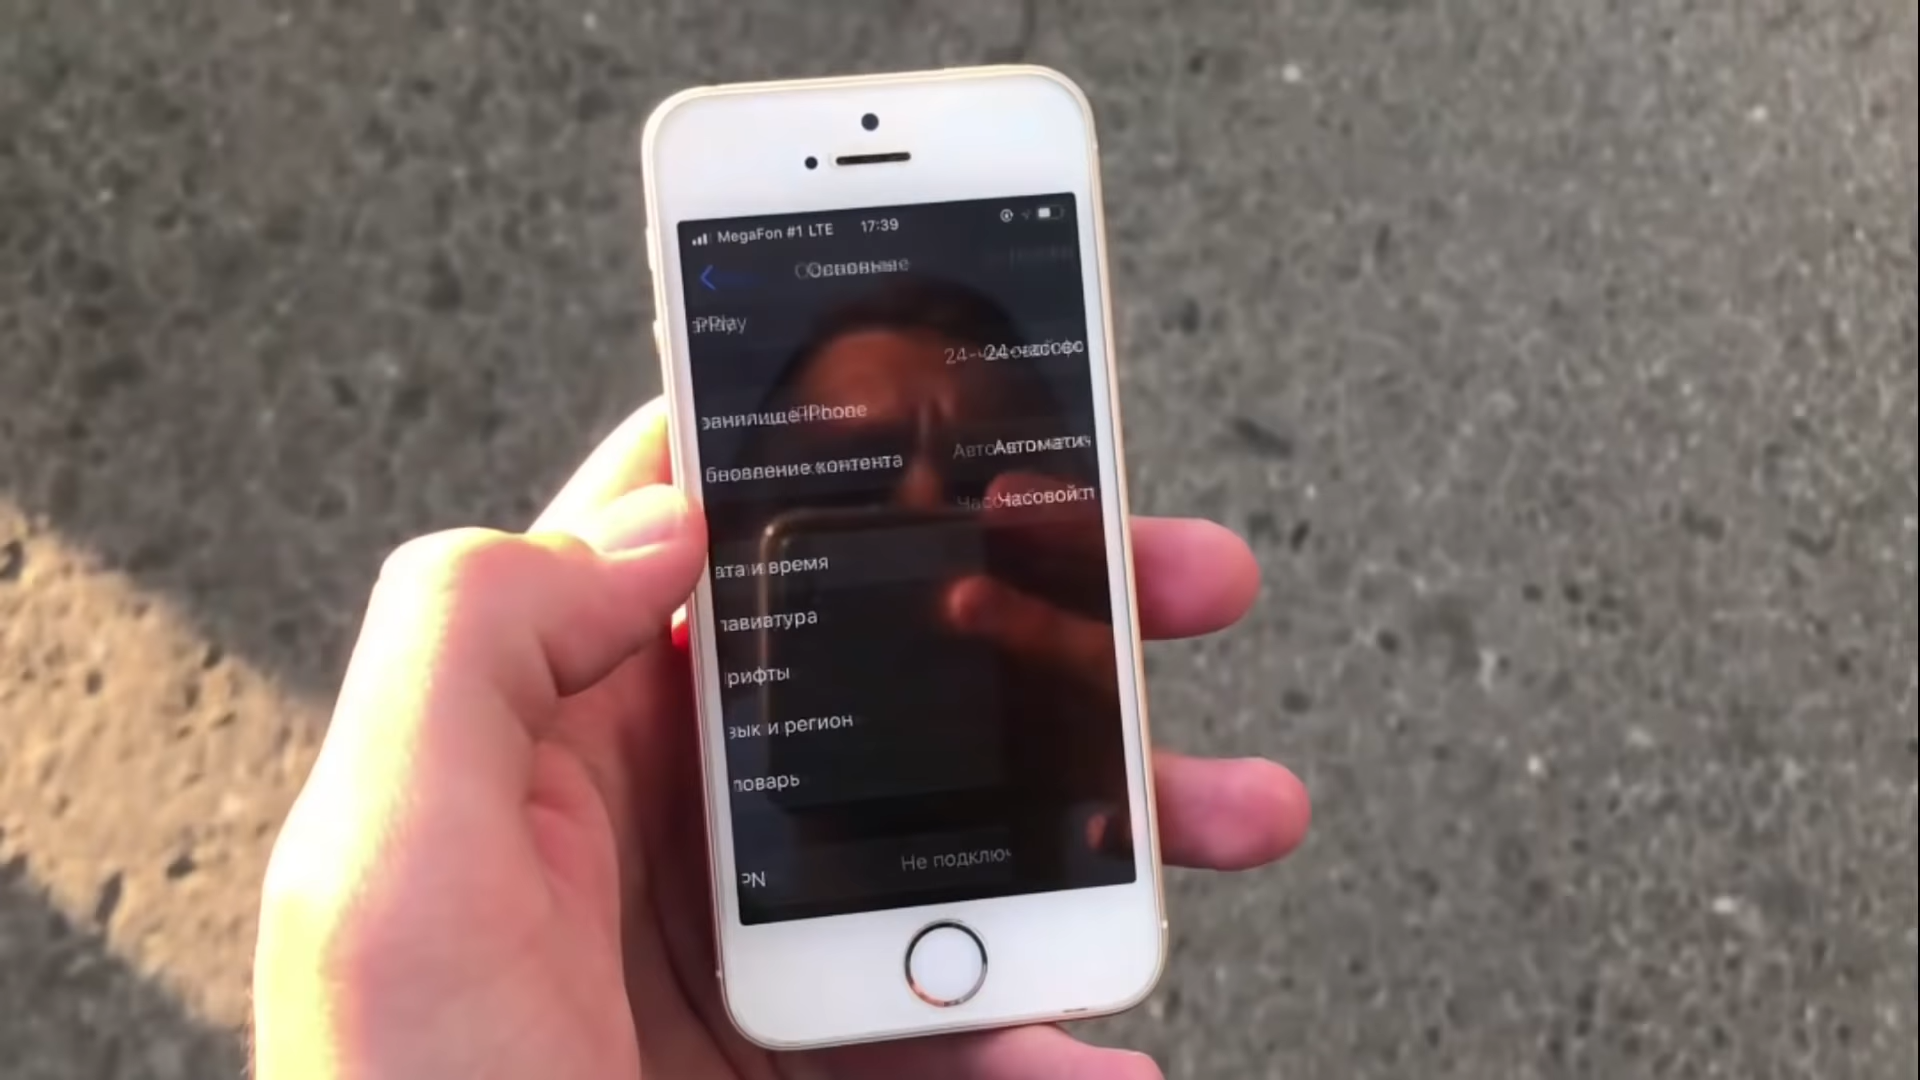 MegaFon #1 LTE 17:39
Основные
Play
24-часово
ранилище iPhone
бновление контента
Автоматич
Часовой п
ата и время
лавиатура
рифты
зык и регион
ловарь
PN
Не подключ